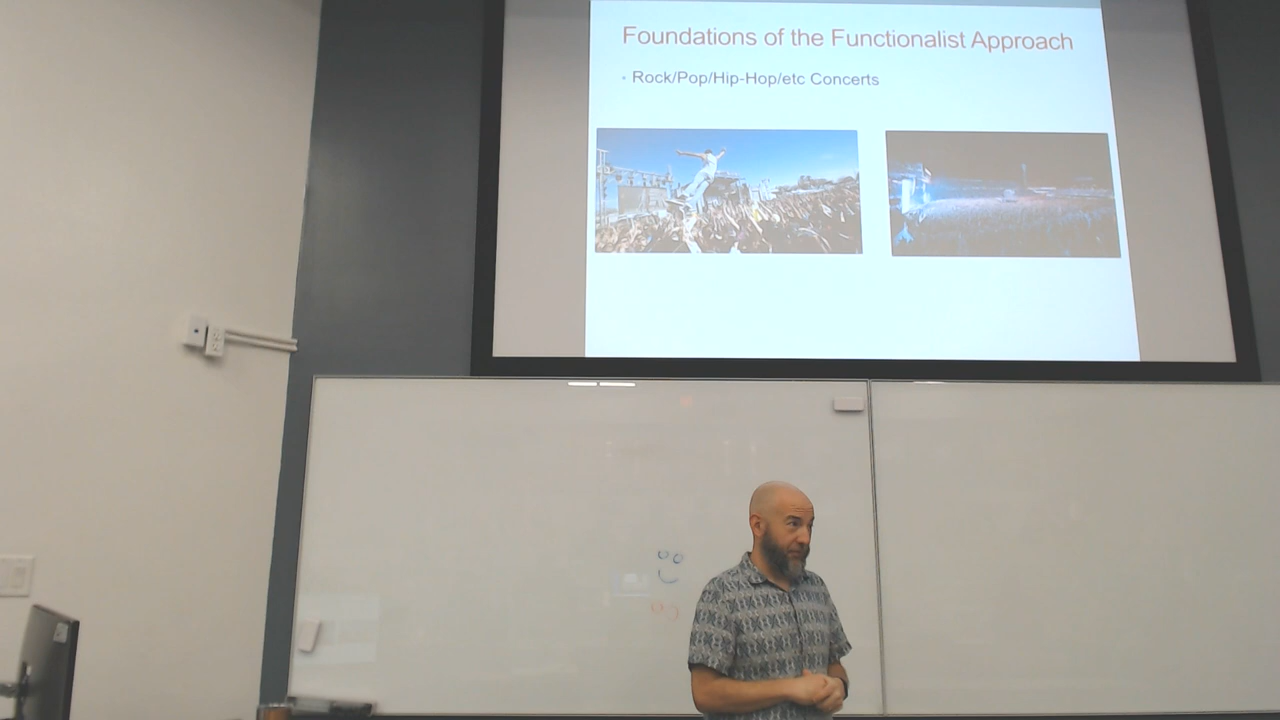 Foundations of the Functionalist Approach
• Rock/Pop/Hip-Hop/etc Concerts